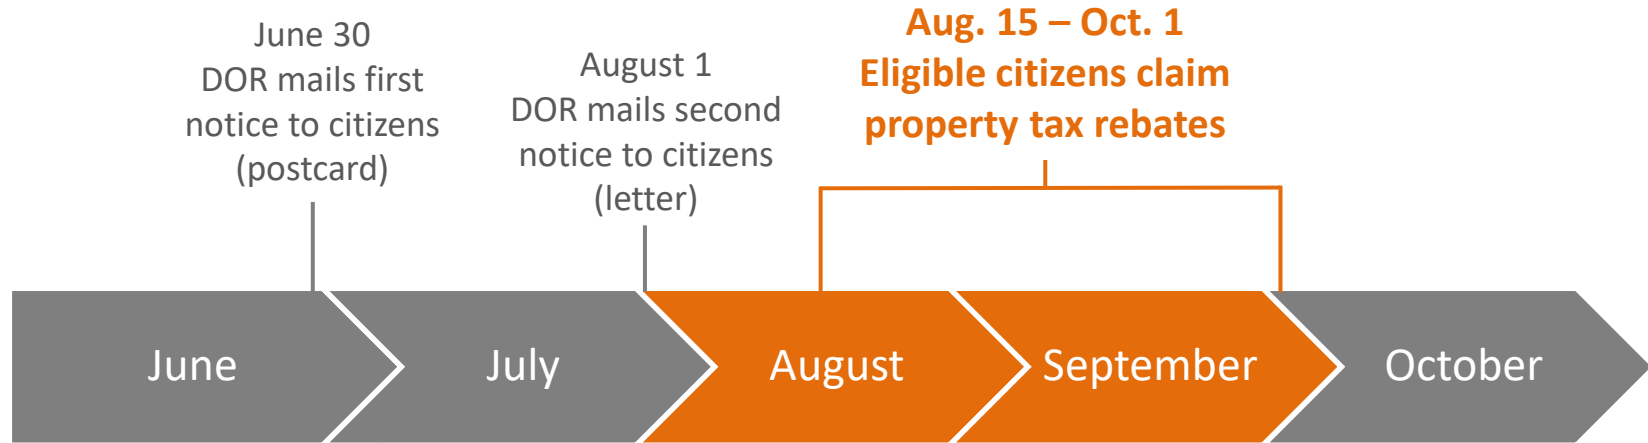 June 30
DOR mails first
notice to citizens
(postcard)
August 1
DOR mails second
notice to citizens
(letter)
Aug. 15 – Oct. 1
Eligible citizens claim
property tax rebates
June
July
August
September
October